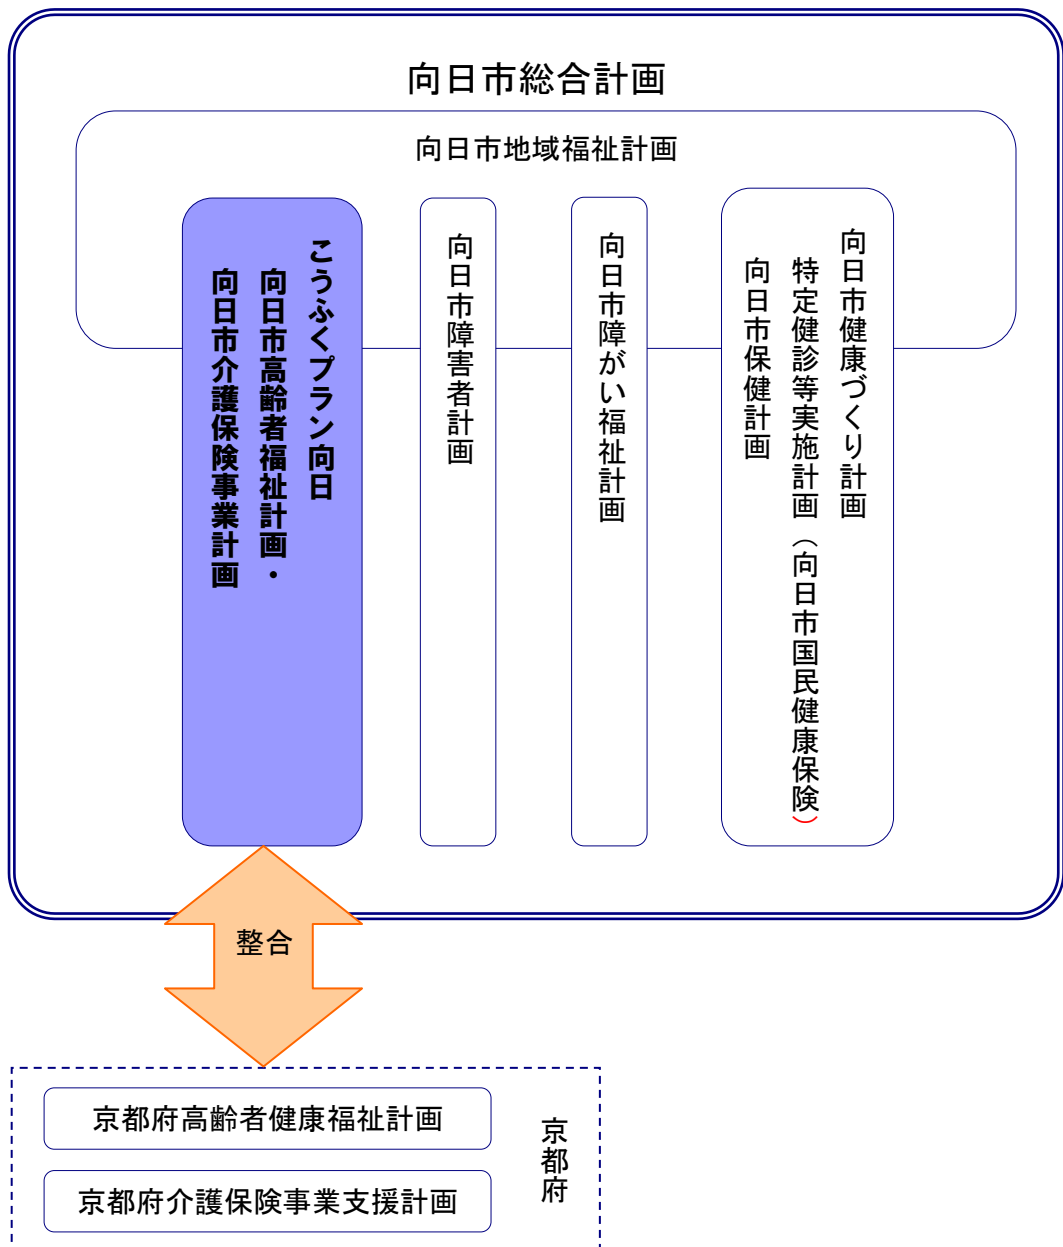 向日市総合計画
向日市地域福祉計画
こうふくプラン向日
向日市高齢者福祉計画・
向日市介護保険事業計画
向日市障害者計画
向日市障がい福祉計画
向日市健康づくり計画
特定健診等実施計画（向日市国民健康保険）
向日市保健計画
整合
京都府高齢者健康福祉計画
京都府介護保険事業支援計画
京都府